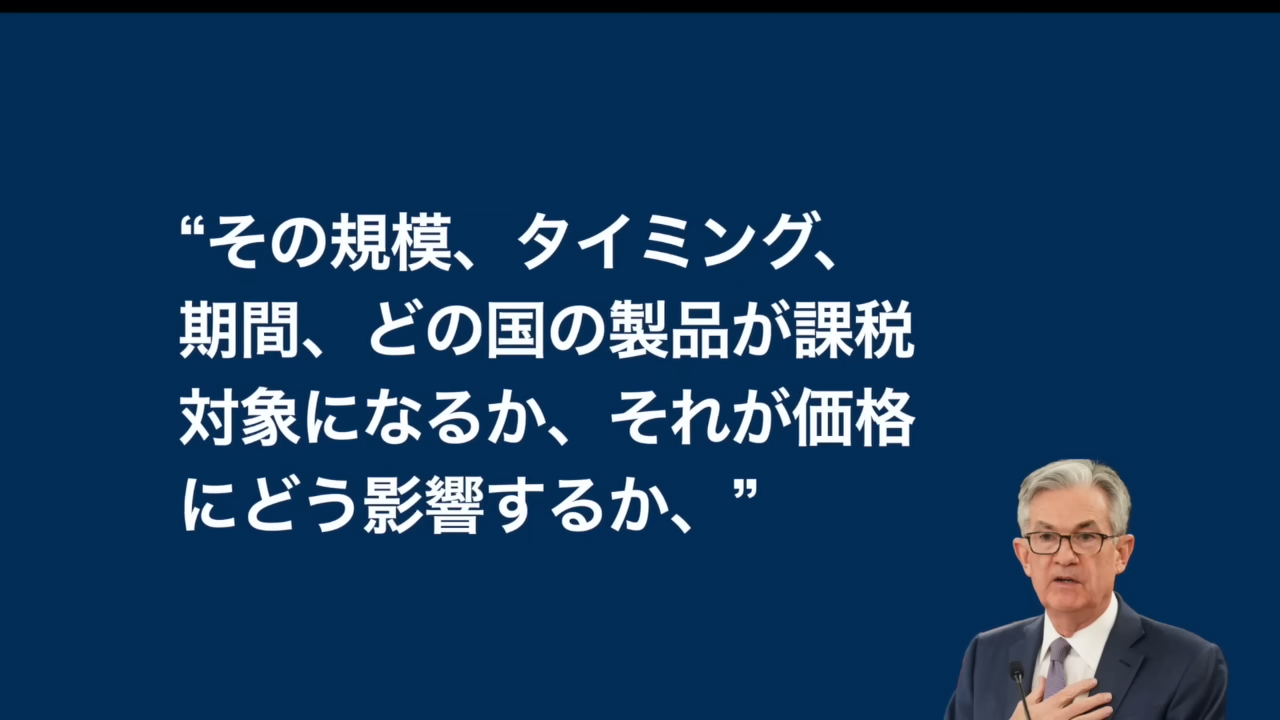 “その規模、タイミング、
期間、どの国の製品が課税
対象になるか、それが価格
にどう影響するか、”